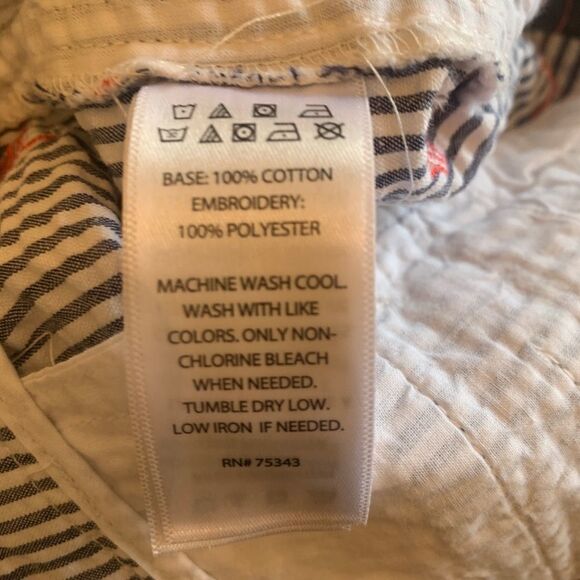 BASE: 100% COTTON
EMBROIDERY:
100% POLYESTER
MACHINE WASH COOL.
WASH WITH LIKE
COLORS. ONLY NON-
CHLORINE BLEACH
WHEN NEEDED.
TUMBLE DRY LOW.
LOW IRON IF NEEDED.
RN# 75343